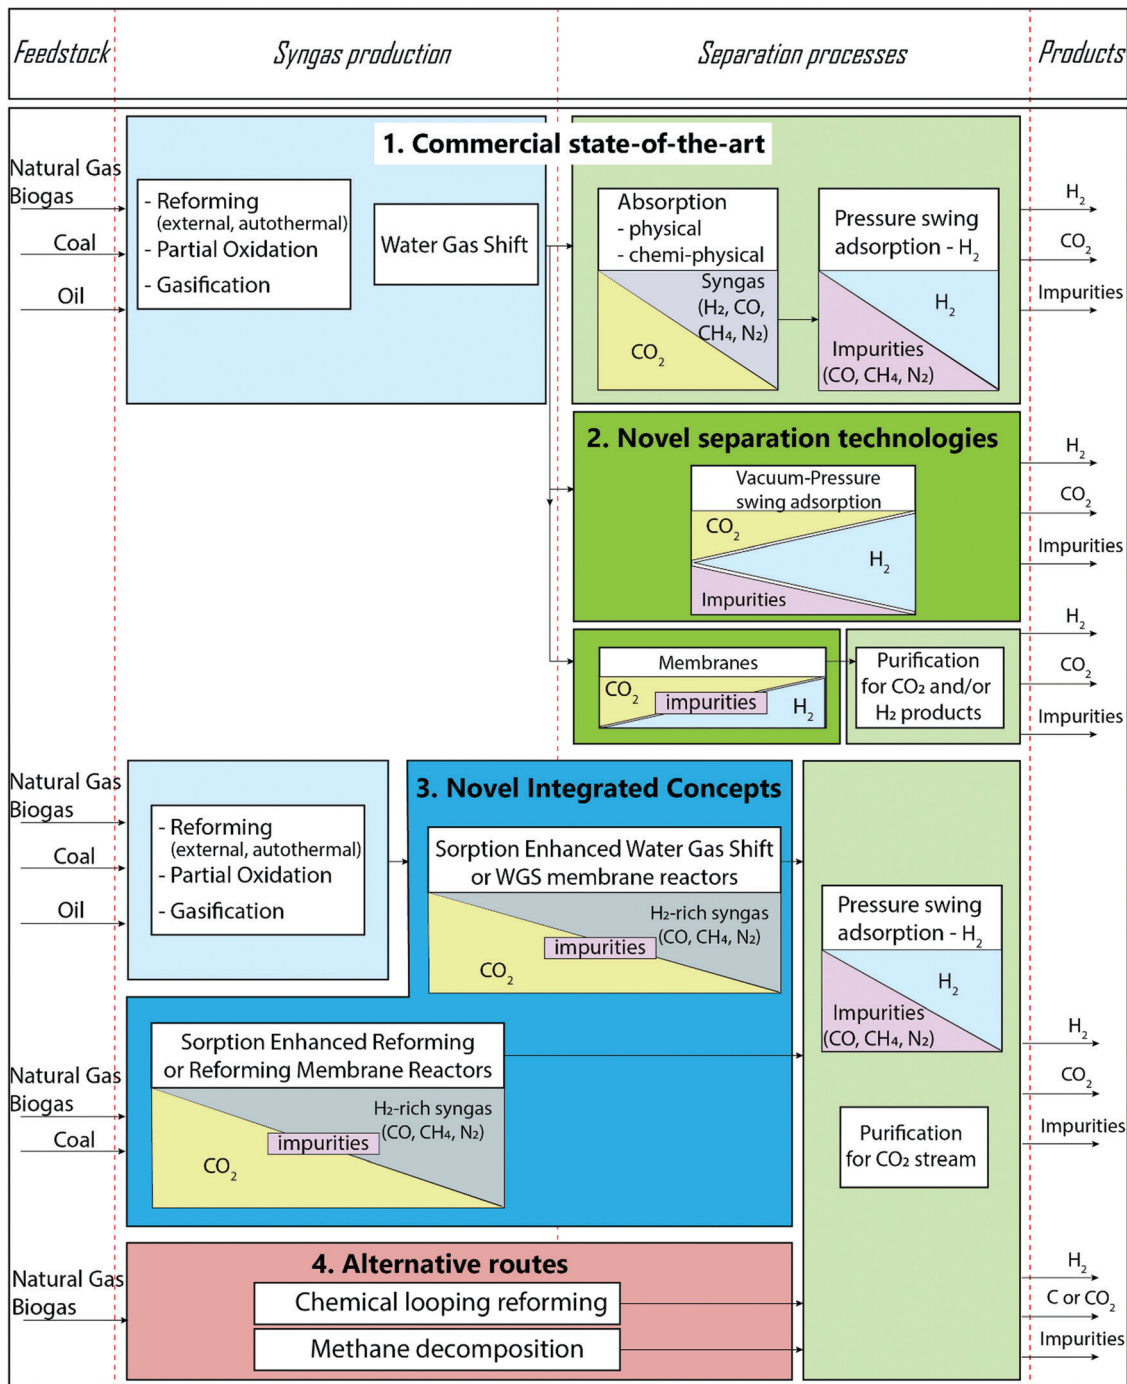 Feedstock
Syngas production
Separation processes
Products
1. Commercial state-of-the-art
Natural Gas
Biogas
Coal
Oil
- Reforming
(external, autothermal)
- Partial Oxidation
- Gasification
Water Gas Shift
Absorption
- physical
- chemi-physical
Syngas
(H₂, CO,
CH₄, N₂)
CO₂
Pressure swing
adsorption - H₂
H₂
Impurities
(CO, CH₄, N₂)
H₂
CO₂
Impurities
2. Novel separation technologies
Vacuum-Pressure
swing adsorption
CO₂
H₂
Impurities
H₂
CO₂
Impurities
Membranes
CO₂
impurities
H₂
Purification
for CO₂ and/or
H₂ products
H₂
CO₂
Impurities
3. Novel Integrated Concepts
Natural Gas
Biogas
Coal
Oil
- Reforming
(external, autothermal)
- Partial Oxidation
- Gasification
Sorption Enhanced Water Gas Shift
or WGS membrane reactors
H₂-rich syngas
(CO, CH₄, N₂)
impurities
CO₂
Pressure swing
adsorption - H₂
H₂
Impurities
(CO, CH₄, N₂)
Natural Gas
Biogas
Coal
Sorption Enhanced Reforming
or Reforming Membrane Reactors
H₂-rich syngas
(CO, CH₄, N₂)
impurities
CO₂
Purification
for CO₂ stream
H₂
CO₂
Impurities
4. Alternative routes
Natural Gas
Biogas
Chemical looping reforming
Methane decomposition
H₂
C or CO₂
Impurities